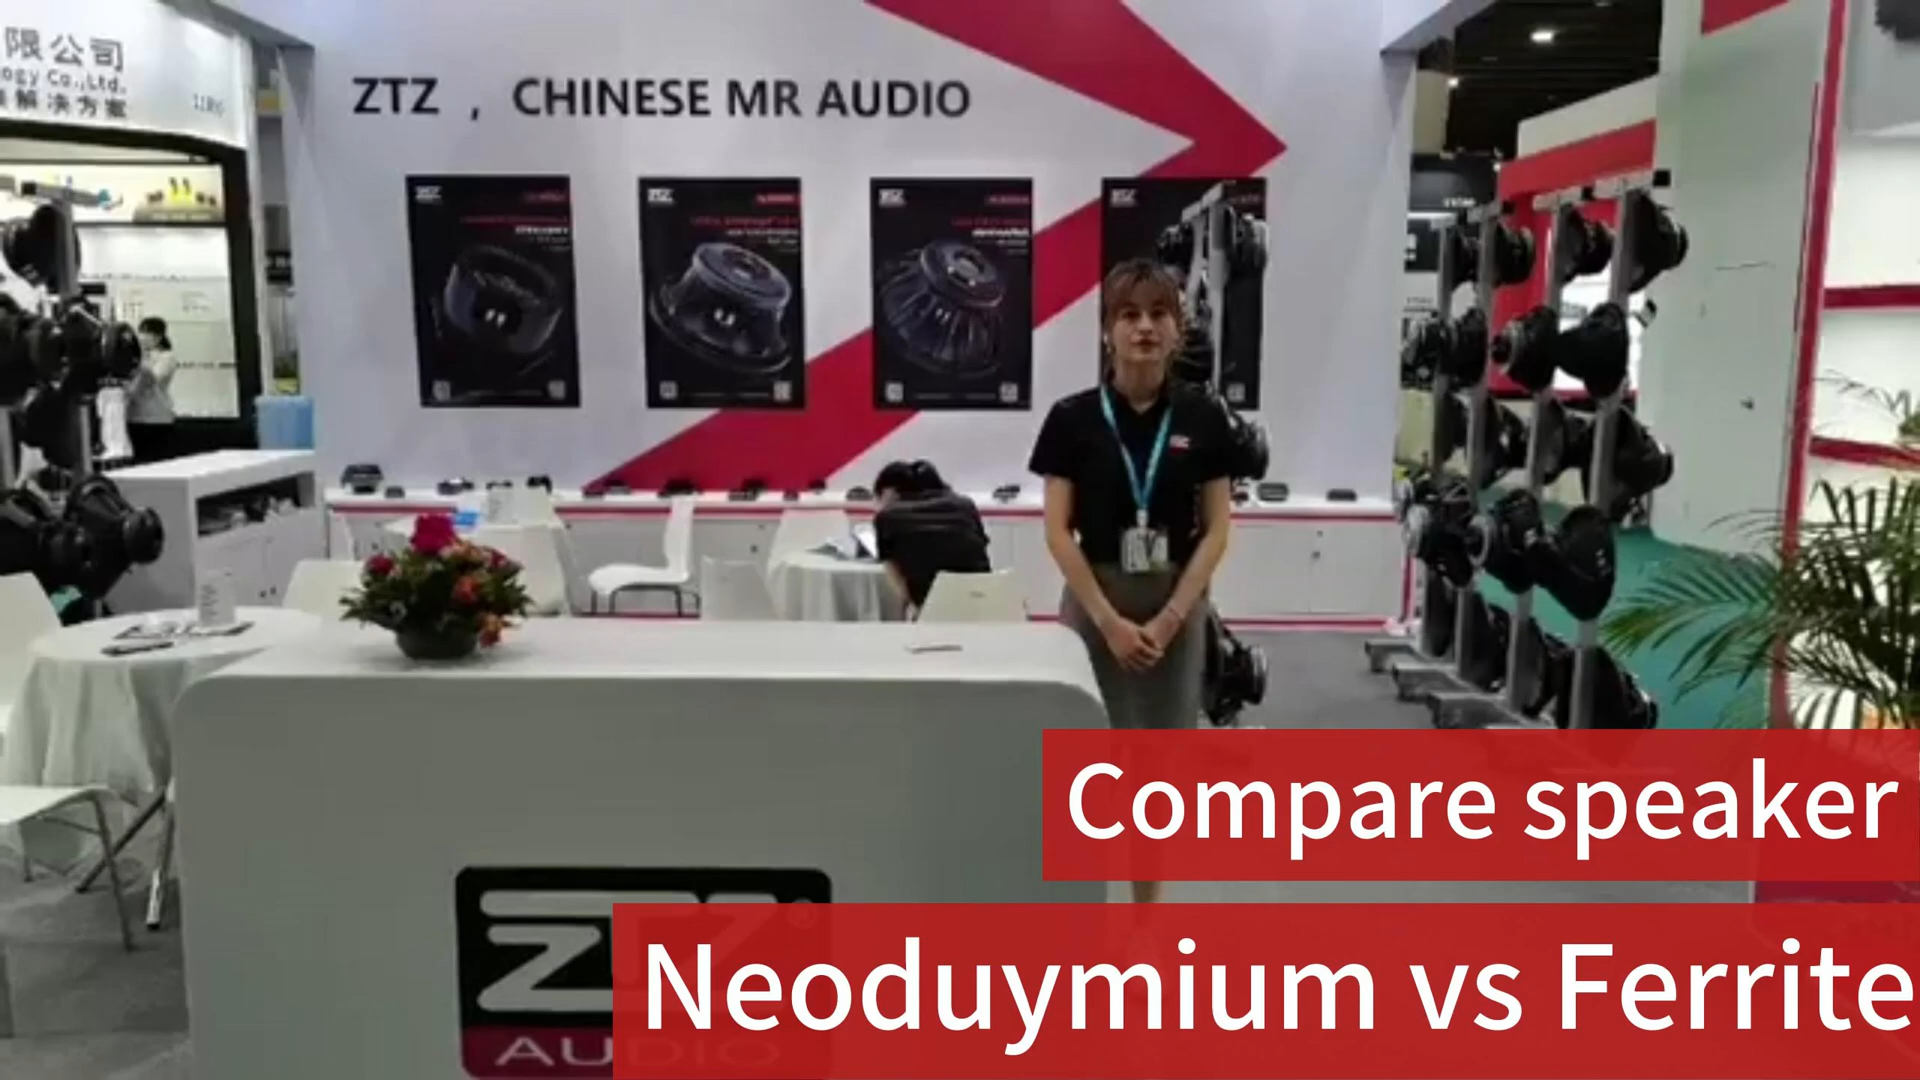 限公司
ogy Co.,Ltd.
解决方案
ZTZ , CHINESE MR AUDIO
Compare speaker
Neoduymium vs Ferrite
ZTZ
AUDIO